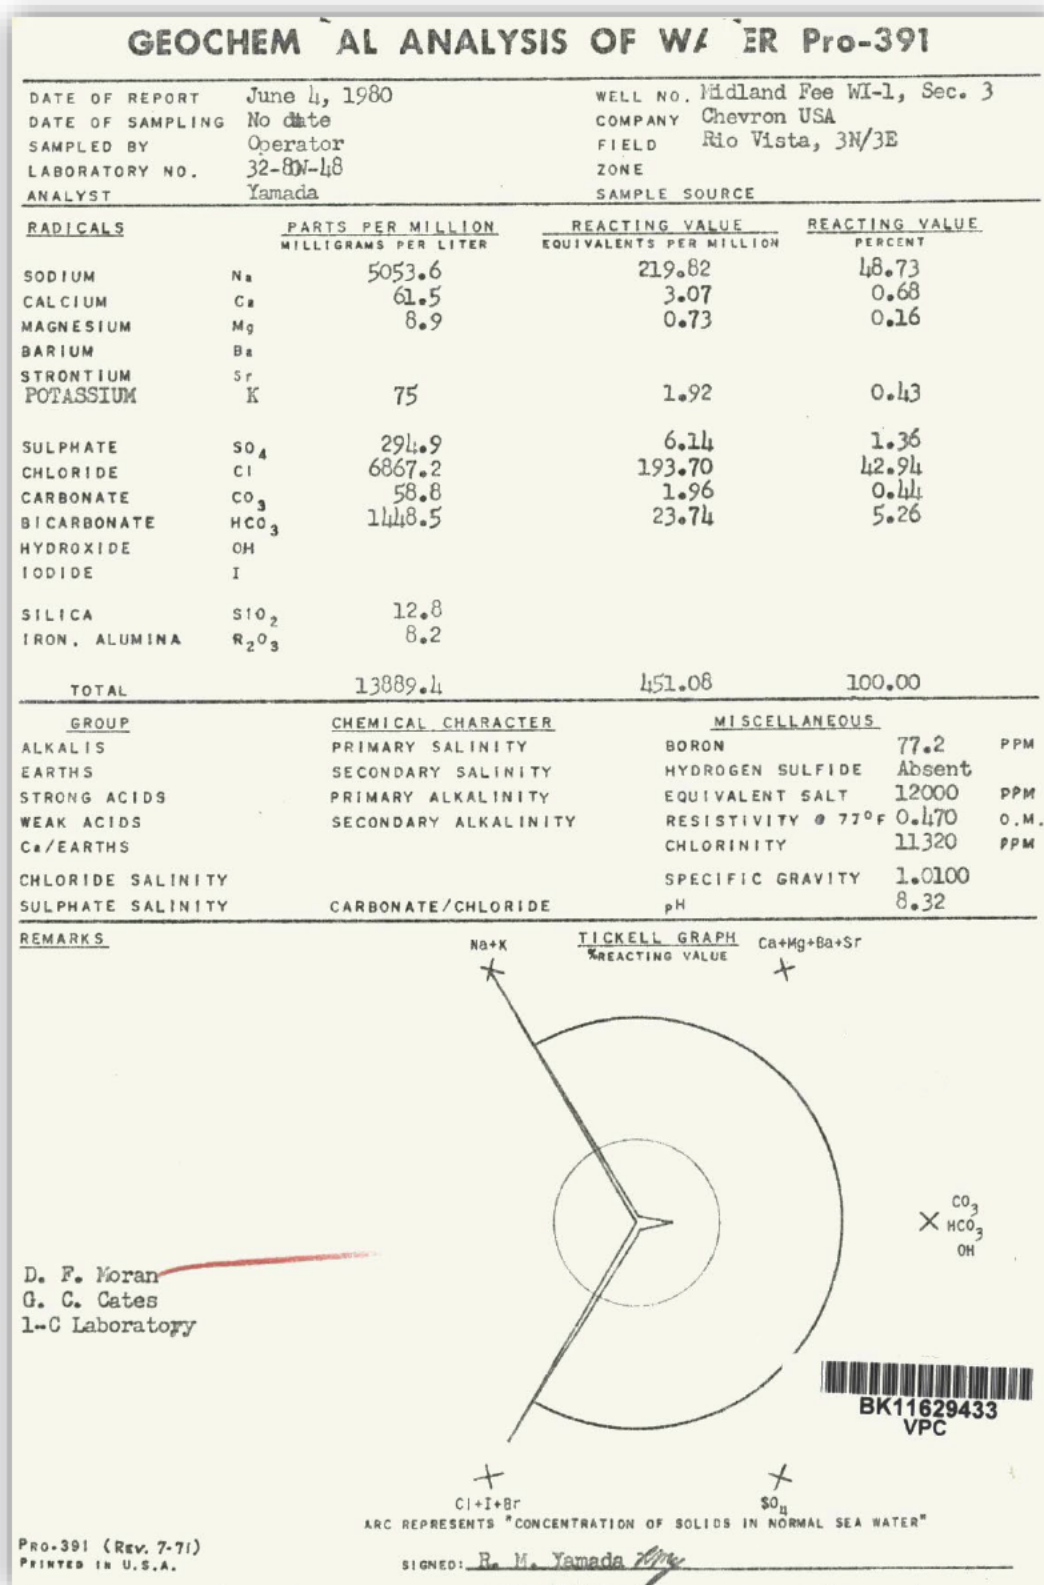 GEOCHEM AL ANALYSIS OF WA ER Pro-391
DATE OF REPORT June 4, 1980 WELL NO. Midland Fee WI-1, Sec. 3
DATE OF SAMPLING No date COMPANY Chevron USA
SAMPLED BY Operator FIELD Rio Vista, 3N/3E
LABORATORY NO. 32-80W-48 ZONE
ANALYST Yamada SAMPLE SOURCE
RADICALS PARTS PER MILLION REACTING VALUE REACTING VALUE
MILLIGRAMS PER LITER EQUIVALENTS PER MILLION PERCENT
SODIUM Na 5053.6 219.82 48.73
CALCIUM Ca 61.5 3.07 0.68
MAGNESIUM Mg 8.9 0.73 0.16
BARIUM Ba
STRONTIUM Sr
POTASSIUM K 75 1.92 0.43
SULPHATE SO4 294.9 6.14 1.36
CHLORIDE Cl 6867.2 193.70 42.94
CARBONATE CO3 58.8 1.96 0.44
BICARBONATE HCO3 1448.5 23.74 5.26
HYDROXIDE OH
IODIDE I
SILICA SIO2 12.8
IRON, ALUMINA R2O3 8.2
TOTAL 13889.4 451.08 100.00
GROUP CHEMICAL CHARACTER MISCELLANEOUS
ALKALIS PRIMARY SALINITY BORON 77.2 PPM
EARTHS SECONDARY SALINITY HYDROGEN SULFIDE Absent
STRONG ACIDS PRIMARY ALKALINITY EQUIVALENT SALT 12000 PPM
WEAK ACIDS SECONDARY ALKALINITY RESISTIVITY @ 77°F 0.470 O.M.
Ca/EARTHS CHLORINITY 11320 PPM
CHLORIDE SALINITY SPECIFIC GRAVITY 1.0100
SULPHATE SALINITY CARBONATE/CHLORIDE pH 8.32
REMARKS TICKELL GRAPH
%REACTING VALUE
Na+K Ca+Mg+Ba+Sr
CO3
HCO3
OH
D. F. Moran
G. C. Cates
1-C Laboratory
BK11629433
VPC
Cl+I+Br SO4
ARC REPRESENTS "CONCENTRATION OF SOLIDS IN NORMAL SEA WATER"
PRO-391 (REV. 7-71)
PRINTED IN U.S.A.
SIGNED: R. M. Yamada